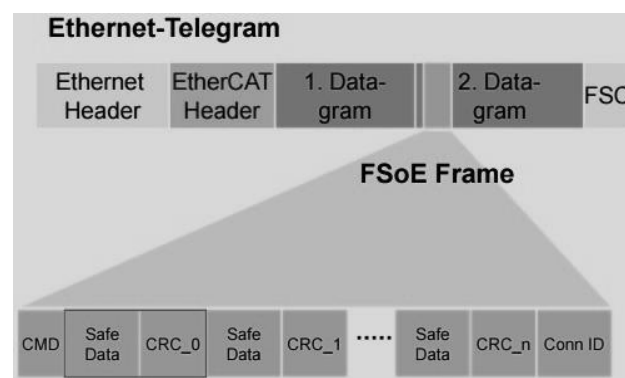 Ethernet-Telegram
Ethernet
Header
EtherCAT
Header
1. Data-
gram
2. Data-
gram
FSC
FSoE Frame
CMD
Safe
Data
CRC_0
Safe
Data
CRC_1
.....
Safe
Data
CRC_n
Conn ID